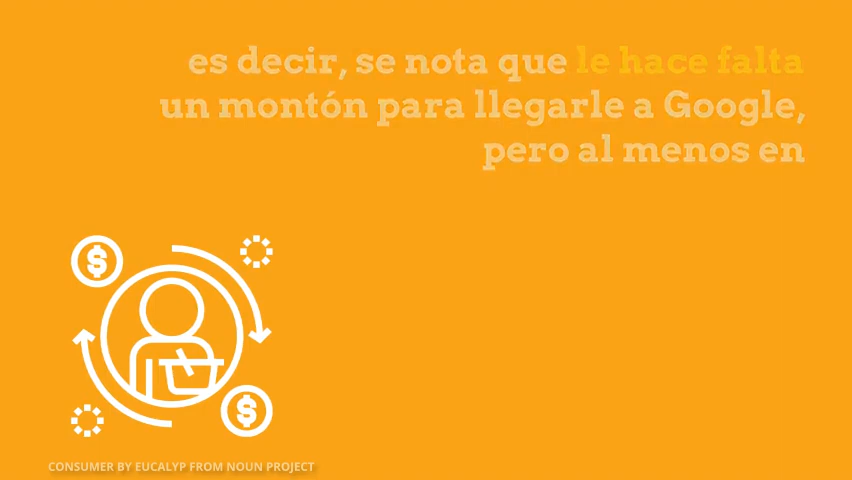 es decir, se nota que le hace falta
un montón para llegarle a Google,
pero al menos en
$
$
CONSUMER BY EUCALYP FROM NOUN PROJECT